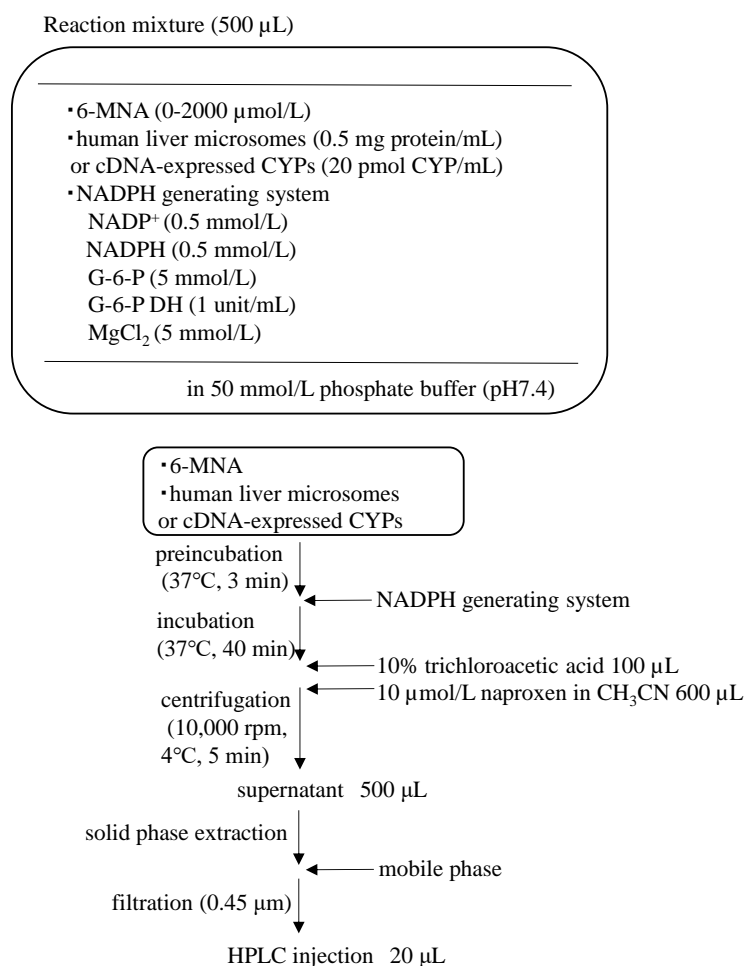 Reaction mixture (500 µL)
・6-MNA (0-2000 µmol/L)
・human liver microsomes (0.5 mg protein/mL)
or cDNA-expressed CYPs (20 pmol CYP/mL)
・NADPH generating system
NADP⁺ (0.5 mmol/L)
NADPH (0.5 mmol/L)
G-6-P (5 mmol/L)
G-6-P DH (1 unit/mL)
MgCl₂ (5 mmol/L)
in 50 mmol/L phosphate buffer (pH7.4)
・6-MNA
・human liver microsomes
or cDNA-expressed CYPs
preincubation
(37℃, 3 min)
NADPH generating system
incubation
(37℃, 40 min)
10% trichloroacetic acid 100 µL
10 µmol/L naproxen in CH₃CN 600 µL
centrifugation
(10,000 rpm,
4℃, 5 min)
supernatant 500 µL
solid phase extraction
mobile phase
filtration (0.45 µm)
HPLC injection 20 µL